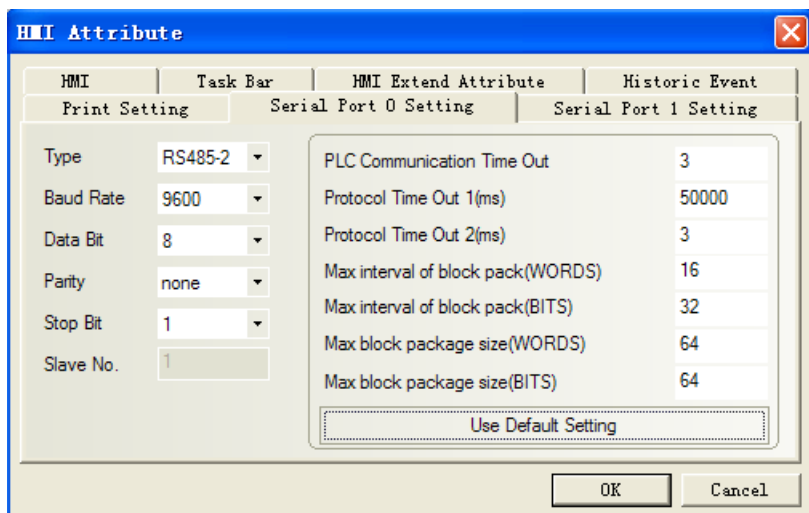 HMI Attribute
HMI Task Bar HMI Extend Attribute Historic Event
Print Setting Serial Port 0 Setting Serial Port 1 Setting
Type RS485-2
Baud Rate 9600
Data Bit 8
Parity none
Stop Bit 1
Slave No. 1
PLC Communication Time Out 3
Protocol Time Out 1(ms) 50000
Protocol Time Out 2(ms) 3
Max interval of block pack(WORDS) 16
Max interval of block pack(BITS) 32
Max block package size(WORDS) 64
Max block package size(BITS) 64
Use Default Setting
OK Cancel